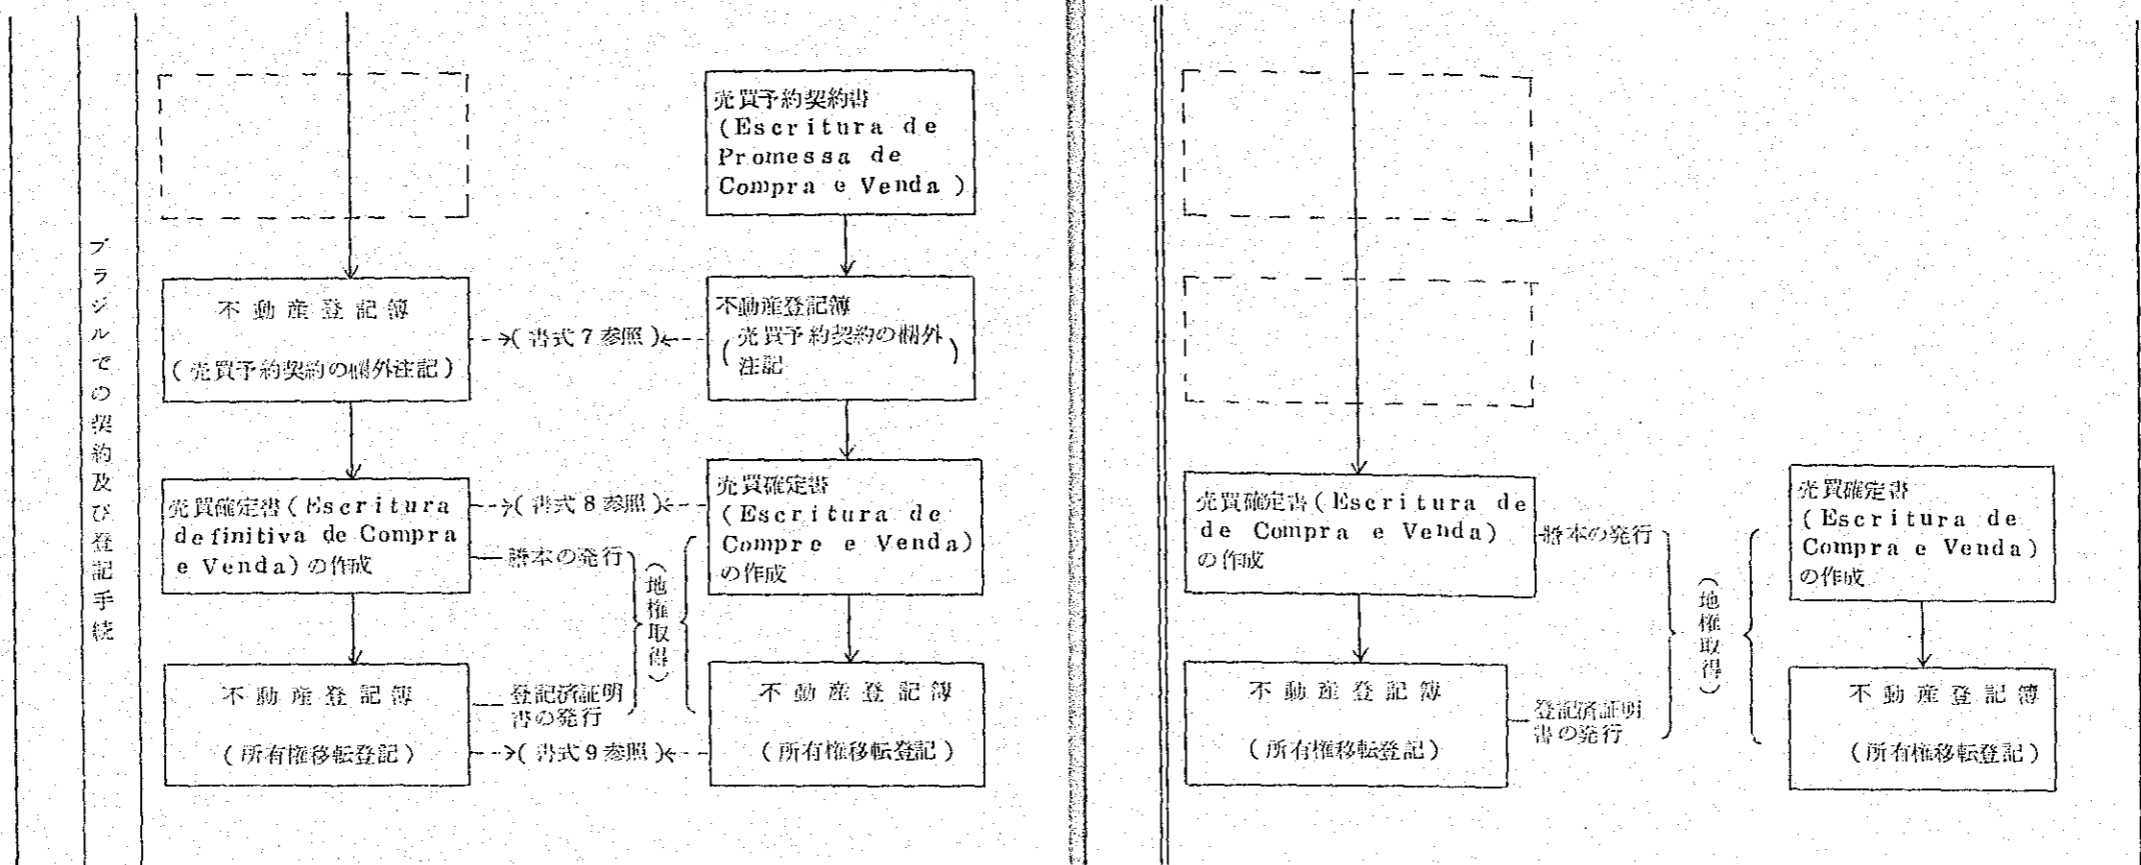 ブラジルでの契約及び登記手続
不動産登記簿
(売買予約契約の欄外注記)
売買確定書(Escritura
definitiva de Compra
e Venda)の作成
不動産登記簿
(所有権移転登記)
(書式7参照)
(書式8参照)
謄本の発行
(地権取得)
登記済証明
書の発行
(書式9参照)
売買予約契約書
(Escritura de
Promessa de
Compra e Venda)
不動産登記簿
(売買予約契約の欄外
注記)
売買確定書
(Escritura de
Compre e Venda)
の作成
不動産登記簿
(所有権移転登記)
売買確定書(Escritura de
de Compra e Venda)
の作成
不動産登記簿
(所有権移転登記)
謄本の発行
登記済証明
書の発行
(地権取得)
売買確定書
(Escritura de
Compra e Venda)
の作成
不動産登記簿
(所有権移転登記)